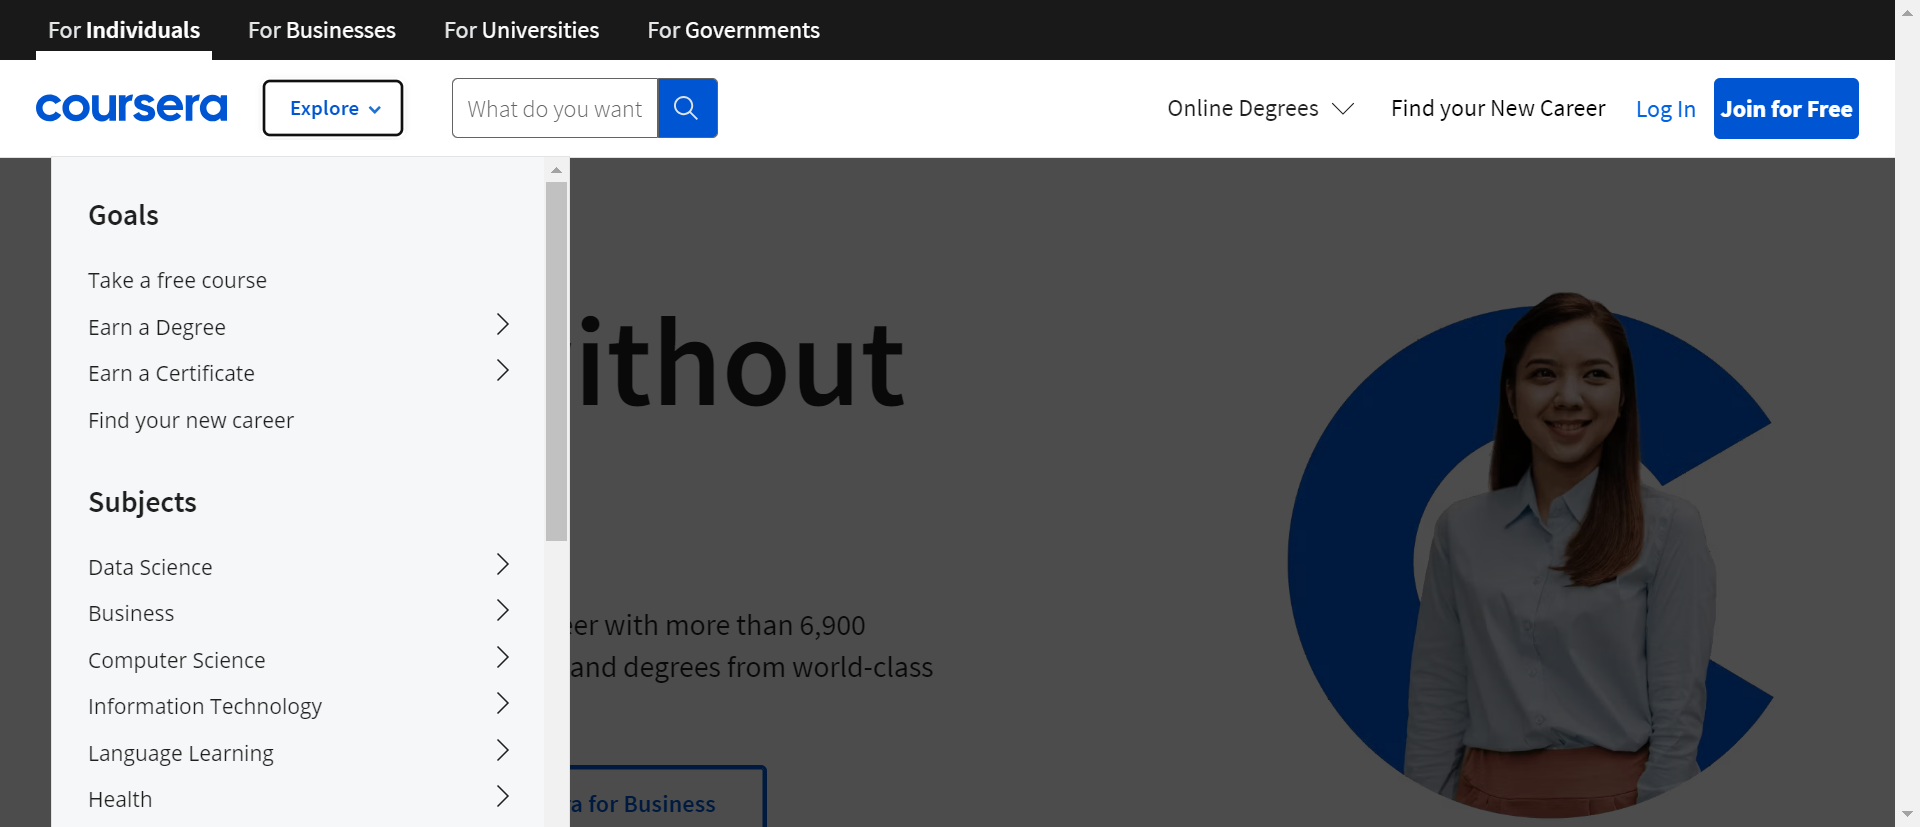 For Individuals For Businesses For Universities For Governments
coursera Explore What do you want Online Degrees Find your New Career Log In Join for Free
Goals
Take a free course
Earn a Degree
Earn a Certificate
Find your new career
Subjects
Data Science
Business
Computer Science
Information Technology
Language Learning
Health
ithout
er with more than 6,900
and degrees from world-class
a for Business